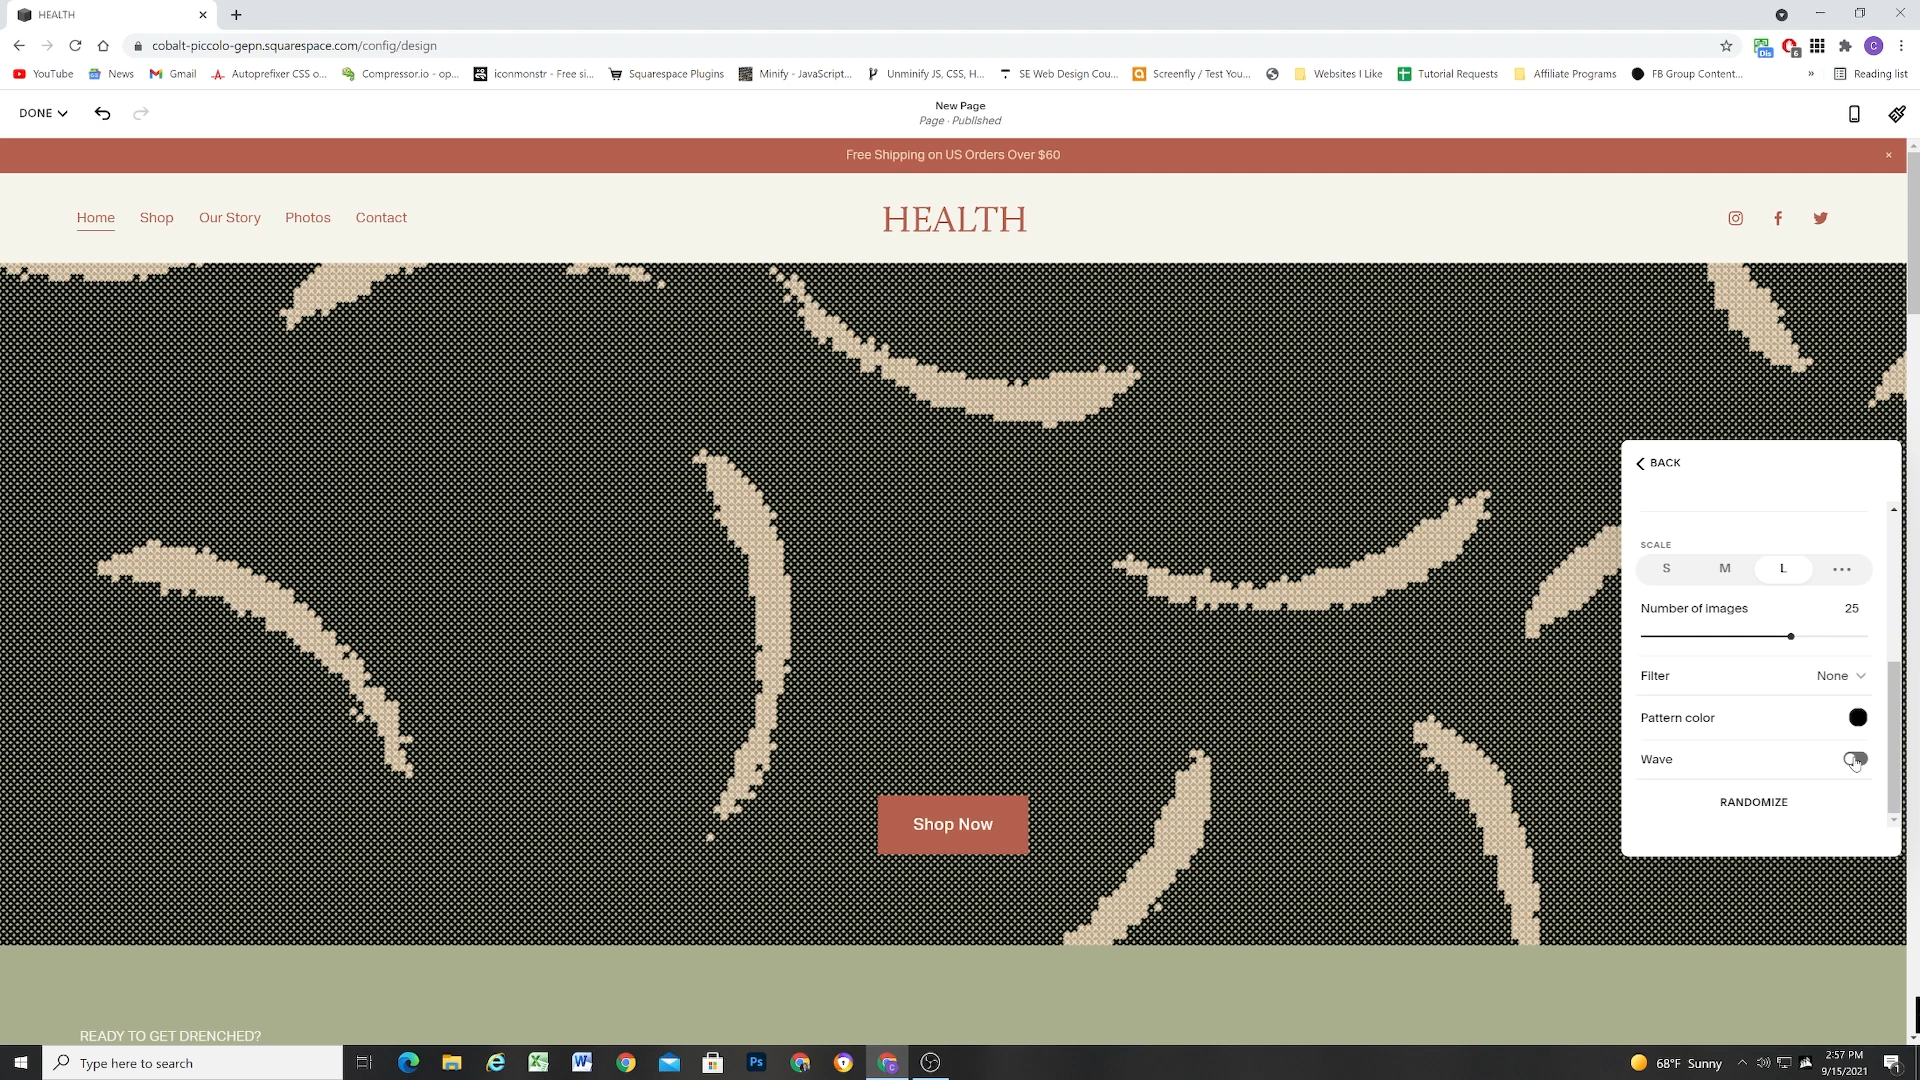 HEALTH
cobalt-piccolo-gepn.squarespace.com/config/design
Dis
6
C
YouTube
News
Gmail
Autoprefixer CSS o...
Compressor.io - op...
iconmonstr - Free si...
Squarespace Plugins
Minify - JavaScript...
Unminify JS, CSS, H...
SE Web Design Cou...
Screenfly / Test You...
Websites I Like
Tutorial Requests
Affiliate Programs
FB Group Content...
»
Reading list
DONE
New Page
Page · Published
Free Shipping on US Orders Over $60
×
Home
Shop
Our Story
Photos
Contact
HEALTH
BACK
SCALE
S
M
L
Number of images
25
Filter
None
Pattern color
Wave
RANDOMIZE
Shop Now
READY TO GET DRENCHED?
Type here to search
Ps
68°F Sunny
2:57 PM
9/15/2021
1